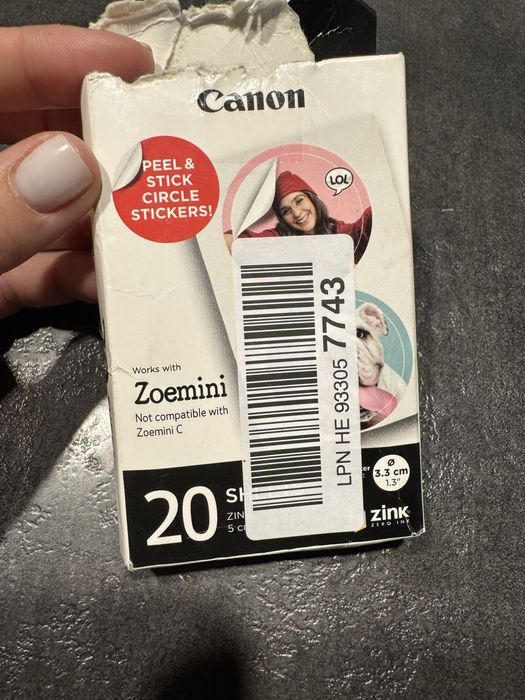 Canon
PEEL &
STICK
CIRCLE
STICKERS!
LOL
Works with
Zoemini
Not compatible with
Zoemini C
LPN HE 93305 7743
Ø
3.3 cm
1.3"
20
ZINK
ZERO INK
5